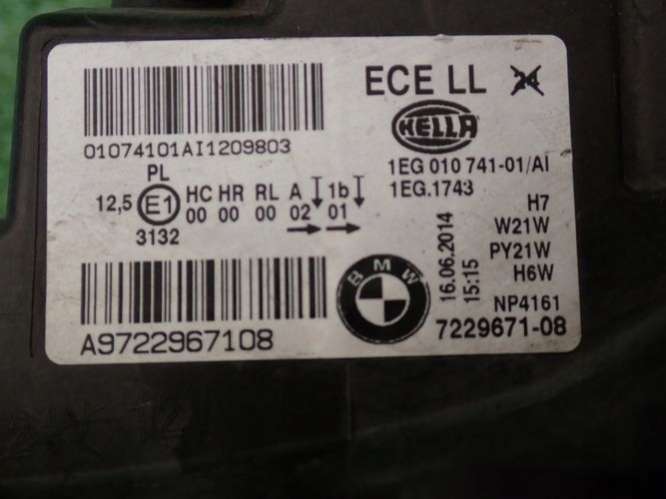 ECE LL 24
01074101AI1209803
HELLA
1EG 010 741-01/AI
1EG.1743
PL
12,5 E1 HC HR RL A 1b
00 00 00 02 01
3132
H7
W21W
PY21W
H6W
16.06.2014
15:15
BMW
NP4161
A9722967108
7229671-08